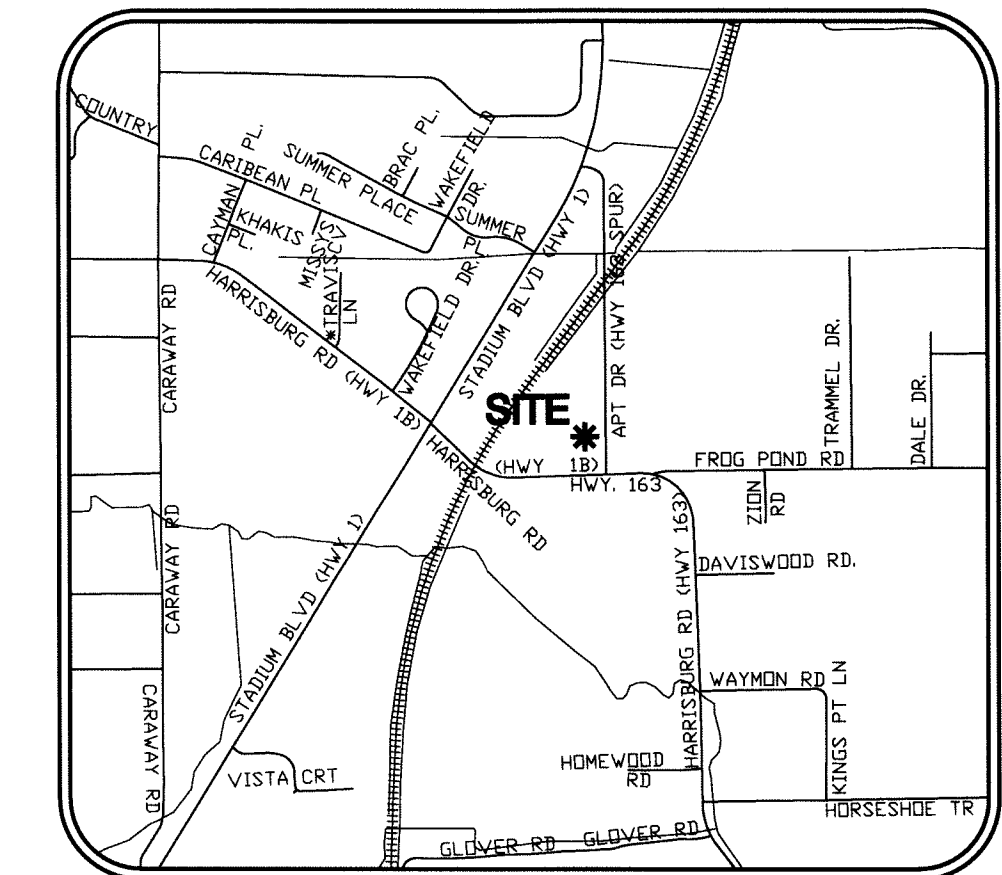 COUNTRY
PL.
CARIBEAN PL
SUMMER PLACE
BRAC PL.
WAKEFIELD
DR.
SUMMER
PL.
CAYMAN
PL.
KHAKIS
MISSY'S
CV
TRAVIS
LN
HARRISBURG RD (HWY 1B)
WAKEFIELD DR.
STADIUM BLVD (HWY 1)
APT DR (HWY 163 SPUR)
CARAWAY RD
SITE
TRAMMEL DR.
DALE DR.
HARRISBURG RD
(HWY 1B)
HWY. 163
FROG POND RD
ZION
RD
CARAWAY RD
STADIUM BLVD (HWY 1)
HARRISBURG RD (HWY 163)
DAVISWOOD RD.
WAYMON RD
KINGS PT LN
CARAWAY RD
VISTA CRT
HOMEWOOD
RD
HORSESHOE TR
GLOVER RD
GLOVER RD